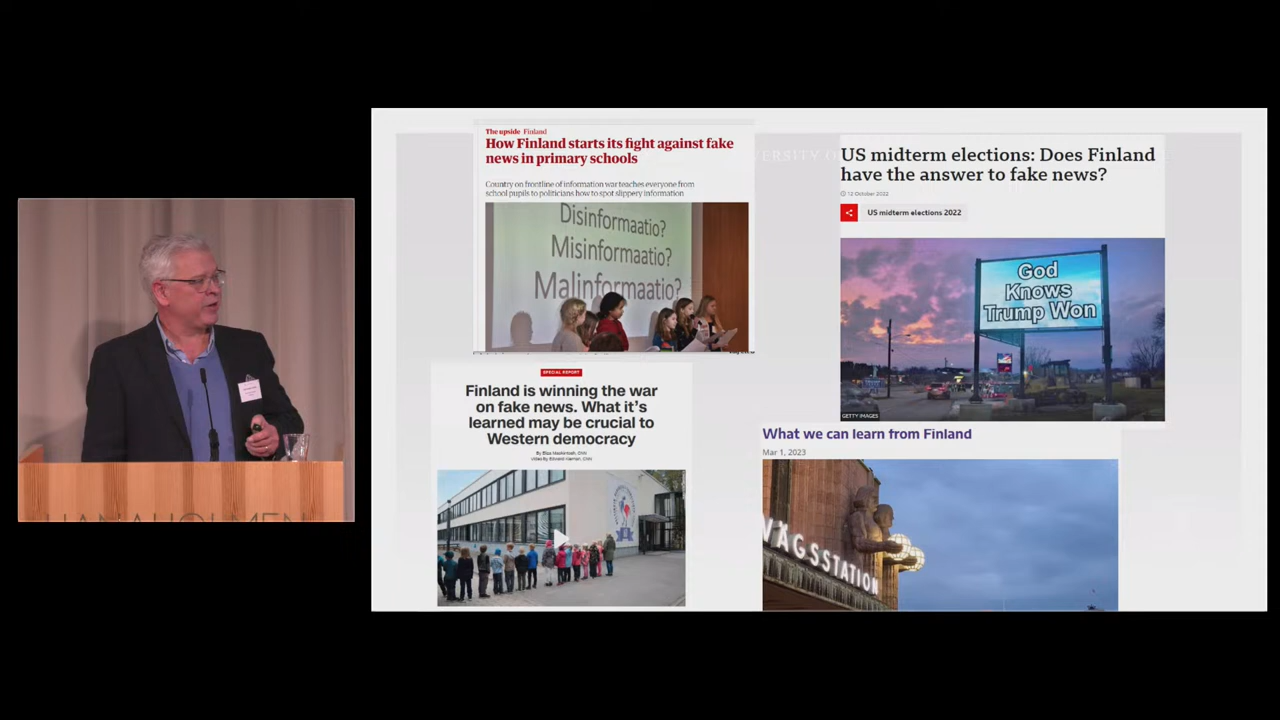 The upside Finland
How Finland starts its fight against fake
news in primary schools
Country on frontline of information war teaches everyone from
school pupils to politicians how to spot slippery information
Disinformaatio?
Misinformaatio?
Malinformaatio?
SPECIAL REPORT
Finland is winning the war
on fake news. What it's
learned may be crucial to
Western democracy
US midterm elections: Does Finland
have the answer to fake news?
12 October 2022
US midterm elections 2022
God
Knows
Trump Won
GETTY IMAGES
What we can learn from Finland
Mar 1, 2023
VÄGSSTATION
HANAHOLMEN